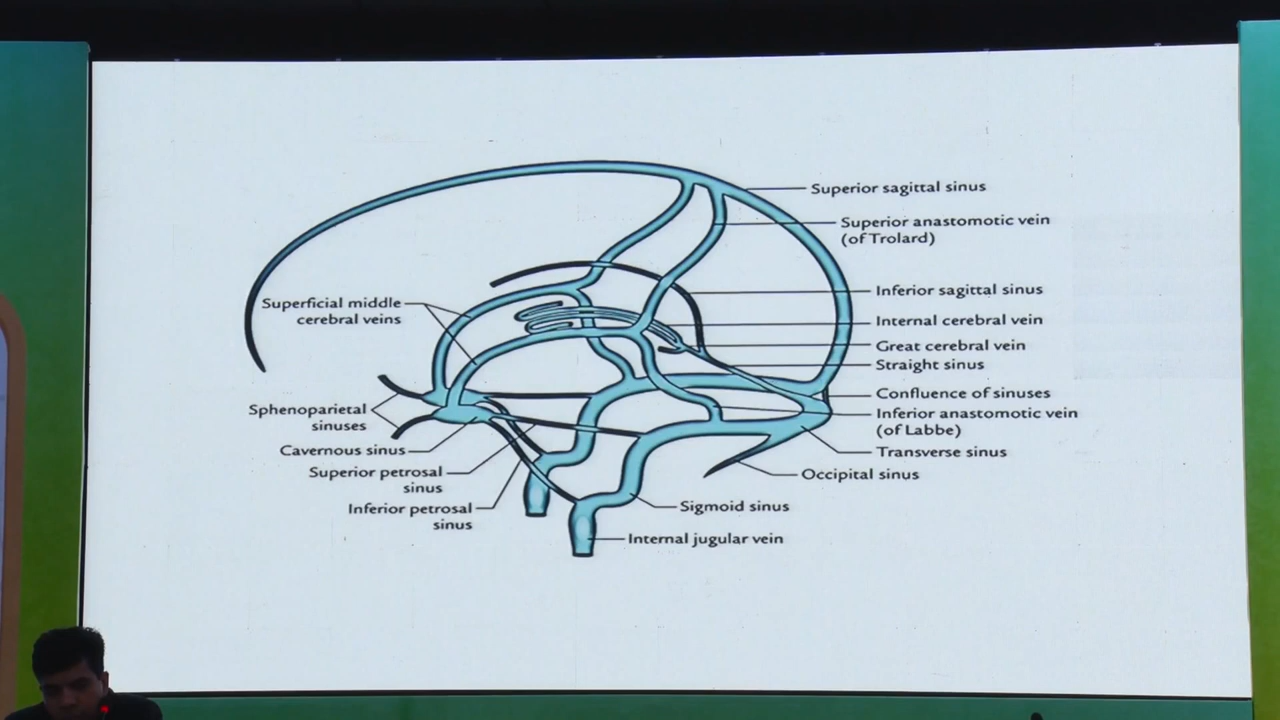 Superior sagittal sinus
Superior anastomotic vein
(of Trolard)
Inferior sagittal sinus
Internal cerebral vein
Great cerebral vein
Straight sinus
Confluence of sinuses
Inferior anastomotic vein
(of Labbe)
Transverse sinus
Occipital sinus
Sigmoid sinus
Internal jugular vein
Superficial middle
cerebral veins
Sphenoparietal
sinuses
Cavernous sinus
Superior petrosal
sinus
Inferior petrosal
sinus